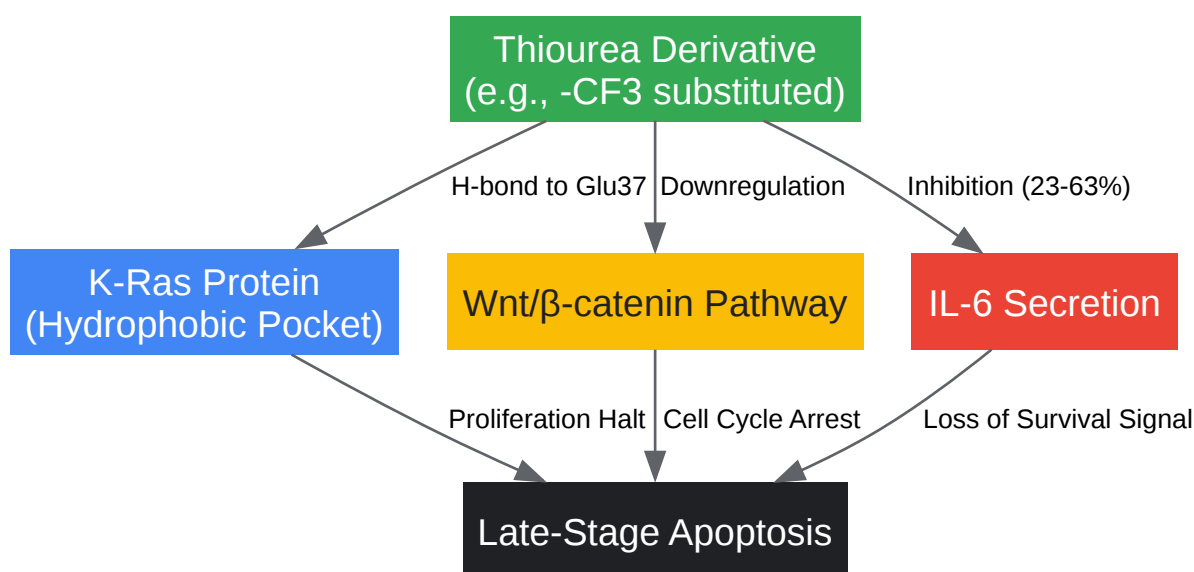 Thiourea Derivative
(e.g., -CF3 substituted)
H-bond to Glu37
Downregulation
Inhibition (23-63%)
K-Ras Protein
(Hydrophobic Pocket)
Wnt/β-catenin Pathway
IL-6 Secretion
Proliferation Halt
Cell Cycle Arrest
Loss of Survival Signal
Late-Stage Apoptosis